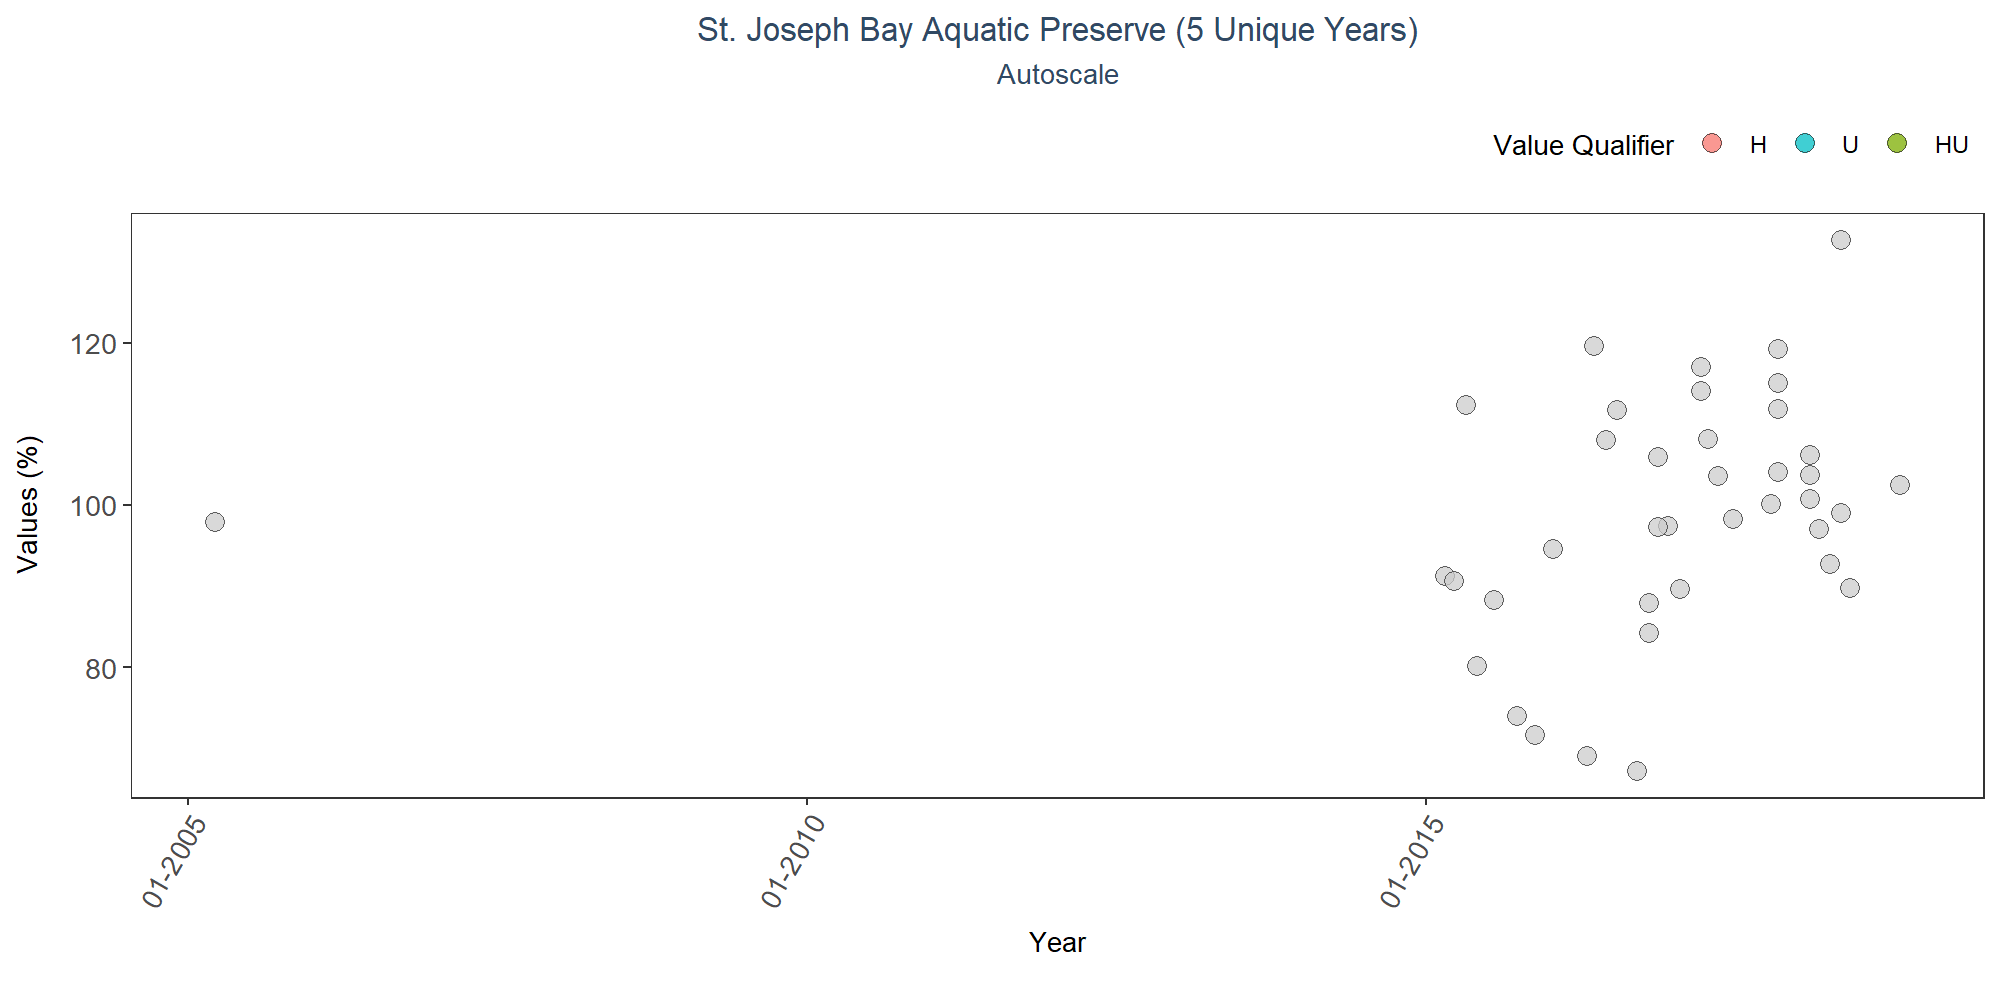 St. Joseph Bay Aquatic Preserve (5 Unique Years)
Autoscale
Value Qualifier H U HU
Values (%)
120
100
80
01-2005 01-2010 01-2015
Year